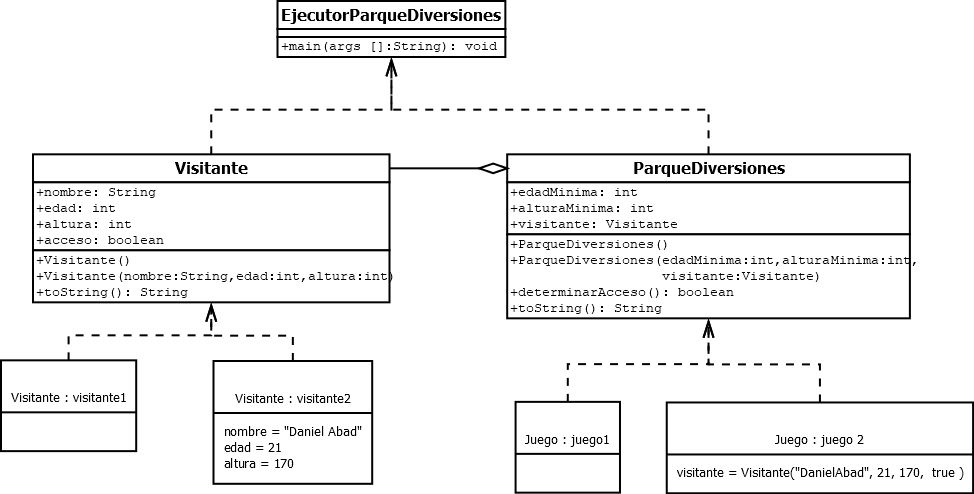 EjecutorParqueDiversiones
+main(args []:String): void
Visitante
+nombre: String
+edad: int
+altura: int
+acceso: boolean
+Visitante()
+Visitante(nombre:String,edad:int,altura:int)
+toString(): String
ParqueDiversiones
+edadMinima: int
+alturaMinima: int
+visitante: Visitante
+ParqueDiversiones()
+ParqueDiversiones(edadMinima:int,alturaMinima:int,
visitante:Visitante)
+determinarAcceso(): boolean
+toString(): String
Visitante : visitante1
Visitante : visitante2
nombre = "Daniel Abad"
edad = 21
altura = 170
Juego : juego1
Juego : juego 2
visitante = Visitante("DanielAbad", 21, 170, true )